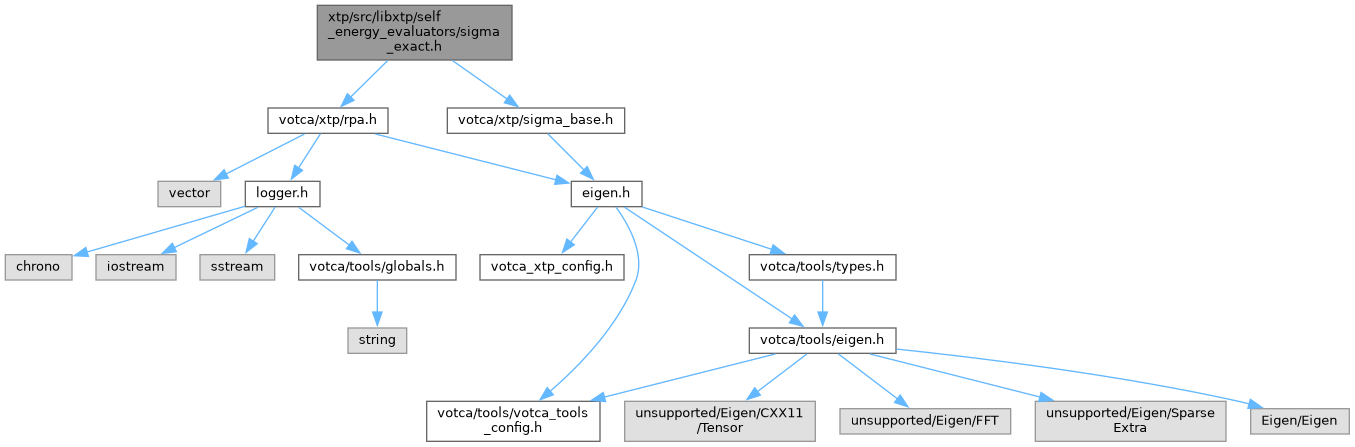 xtp/src/libxtp/self
_energy_evaluators/sigma
_exact.h
votca/xtp/rpa.h
votca/xtp/sigma_base.h
vector
logger.h
eigen.h
chrono
iostream
sstream
votca/tools/globals.h
votca_xtp_config.h
votca/tools/types.h
string
votca/tools/eigen.h
votca/tools/votca_tools
_config.h
unsupported/Eigen/CXX11
/Tensor
unsupported/Eigen/FFT
unsupported/Eigen/Sparse
Extra
Eigen/Eigen